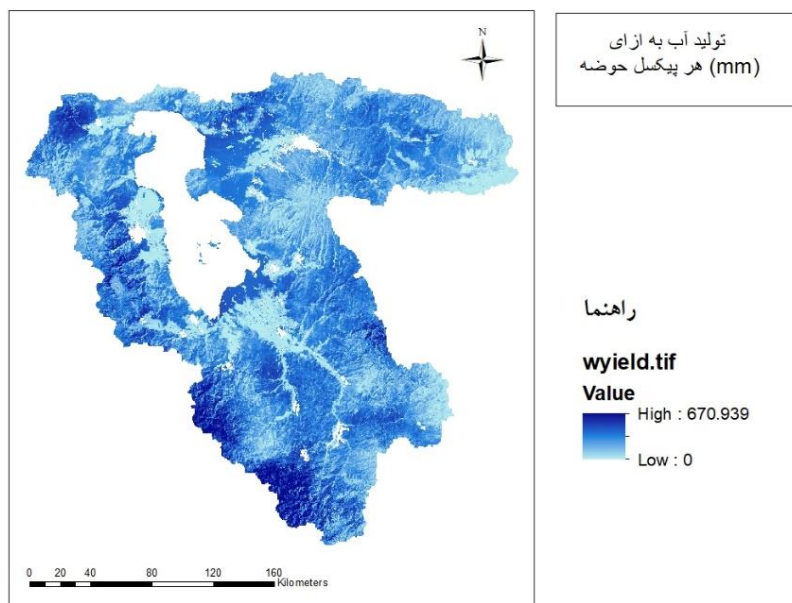 تولید آب به ازای
هر پیکسل حوضه (mm)
N
راهنما
wyield.tif
Value
High : 670.939
Low : 0
0 20 40 80 120 160
Kilometers